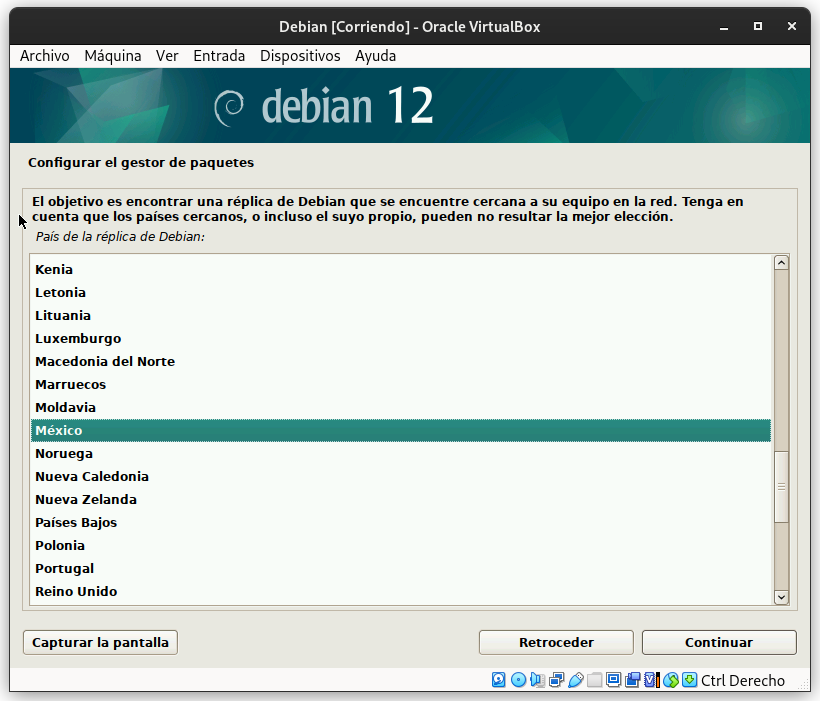 Debian [Corriendo] - Oracle VirtualBox
Archivo Máquina Ver Entrada Dispositivos Ayuda
debian 12
Configurar el gestor de paquetes
El objetivo es encontrar una réplica de Debian que se encuentre cercana a su equipo en la red. Tenga en
cuenta que los países cercanos, o incluso el suyo propio, pueden no resultar la mejor elección.
País de la réplica de Debian:
Kenia
Letonia
Lituania
Luxemburgo
Macedonia del Norte
Marruecos
Moldavia
México
Noruega
Nueva Caledonia
Nueva Zelanda
Países Bajos
Polonia
Portugal
Reino Unido
Capturar la pantalla Retroceder Continuar
Ctrl Derecho